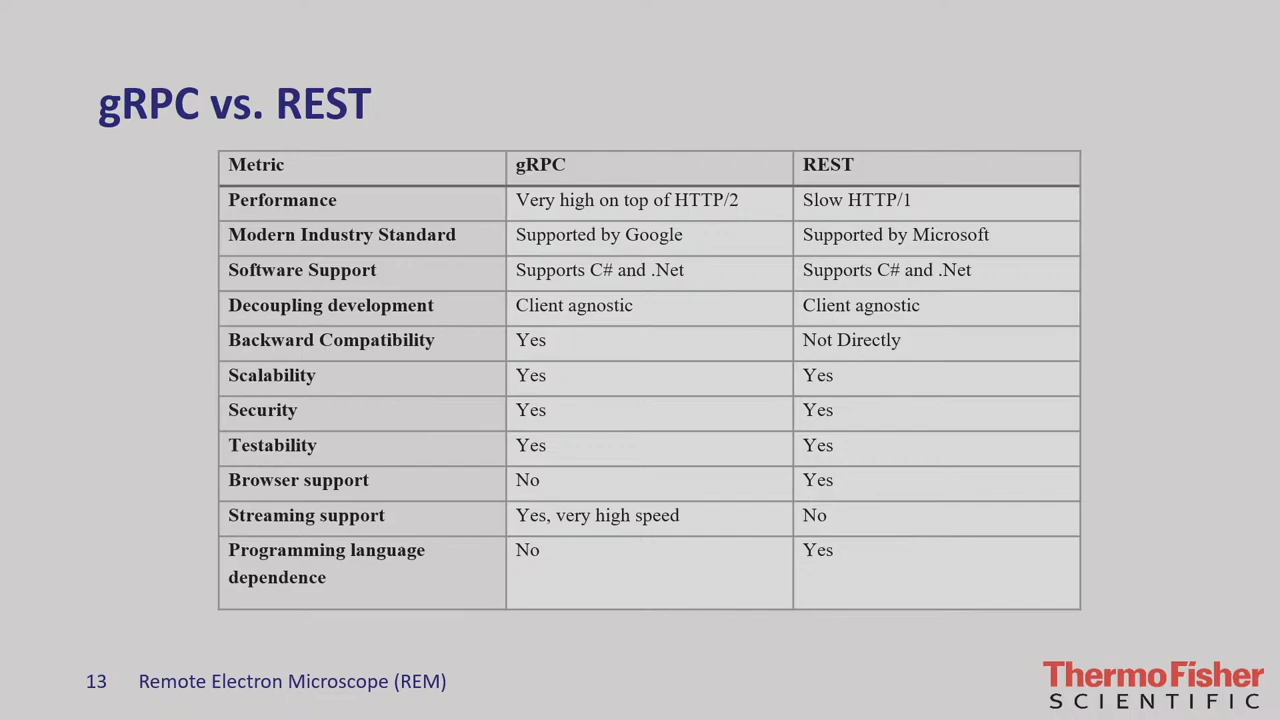 gRPC vs. REST
Metric gRPC REST
Performance Very high on top of HTTP/2 Slow HTTP/1
Modern Industry Standard Supported by Google Supported by Microsoft
Software Support Supports C# and .Net Supports C# and .Net
Decoupling development Client agnostic Client agnostic
Backward Compatibility Yes Not Directly
Scalability Yes Yes
Security Yes Yes
Testability Yes Yes
Browser support No Yes
Streaming support Yes, very high speed No
Programming language No Yes
dependence
13 Remote Electron Microscope (REM)
ThermoFisher
SCIENTIFIC